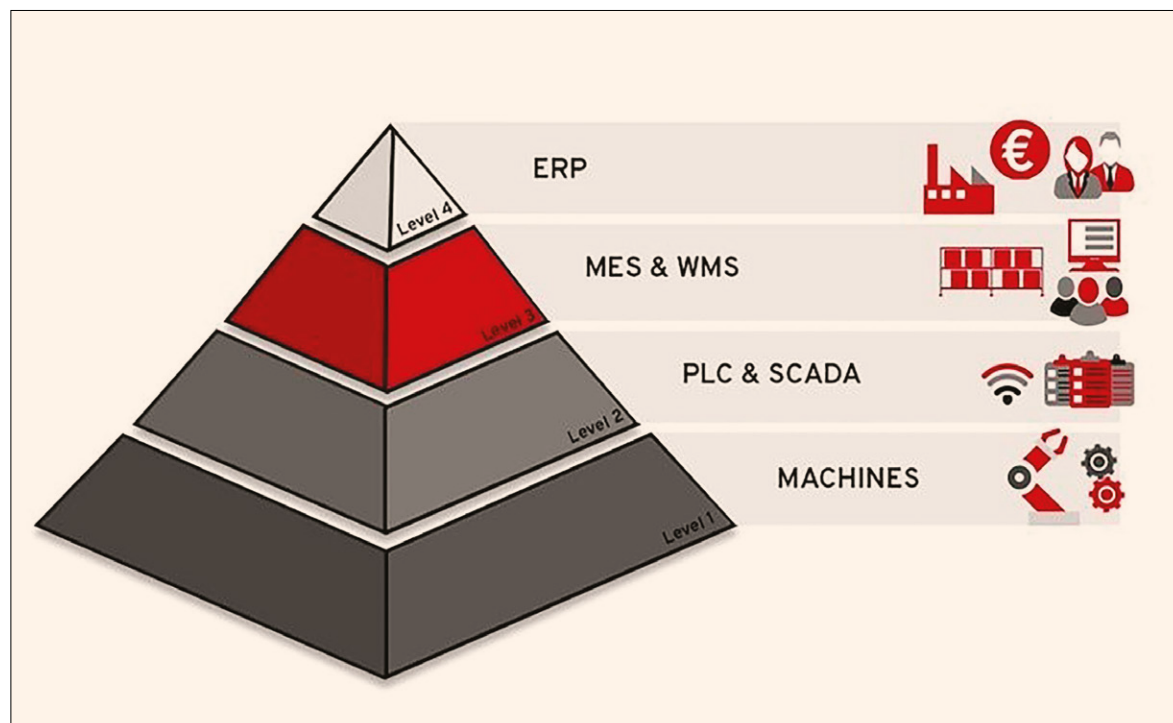 ERP
Level 4
MES & WMS
Level 3
PLC & SCADA
Level 2
MACHINES
Level 1
€